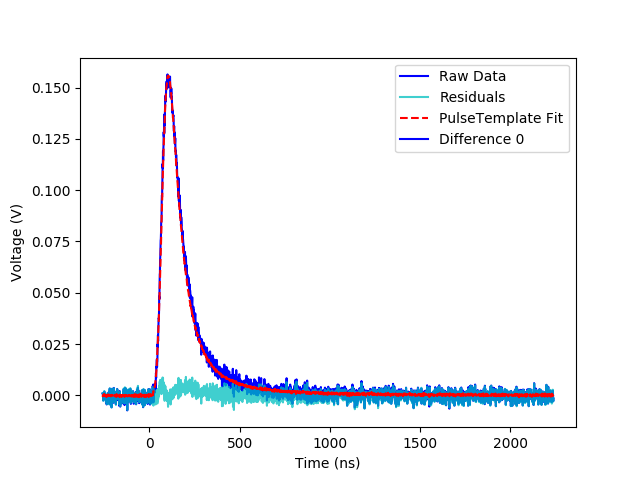 0.150
0.125
0.100
0.075
0.050
0.025
0.000
Voltage (V)
Raw Data
Residuals
PulseTemplate Fit
Difference 0
0 500 1000 1500 2000
Time (ns)